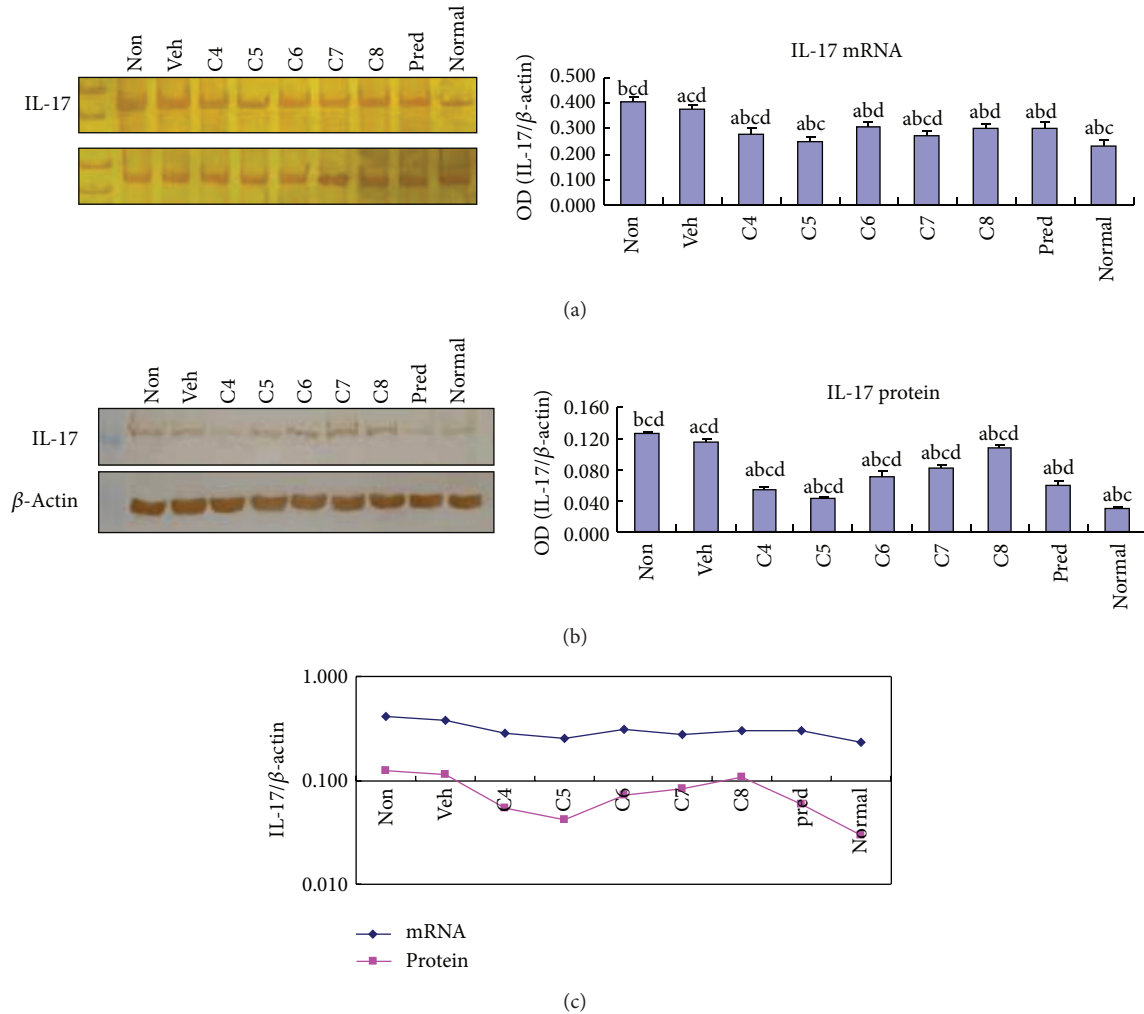 Non Veh C4 C5 C6 C7 C8 Pred Normal
IL-17
IL-17 mRNA
OD (IL-17/β-actin)
0.500
0.400
0.300
0.200
0.100
0.000
bcd acd abcd abc abd abcd abd abd abc
Non Veh C4 C5 C6 C7 C8 Pred Normal
(a)
Non Veh C4 C5 C6 C7 C8 Pred Normal
IL-17
β-Actin
IL-17 protein
OD (IL-17/β-actin)
0.160
0.120
0.080
0.040
0.000
bcd acd abcd abcd abcd abcd abcd abd abc
Non Veh C4 C5 C6 C7 C8 Pred Normal
(b)
IL-17/β-actin
1.000
0.100
0.010
Non Veh C4 C5 C6 C7 C8 pred Normal
mRNA
Protein
(c)